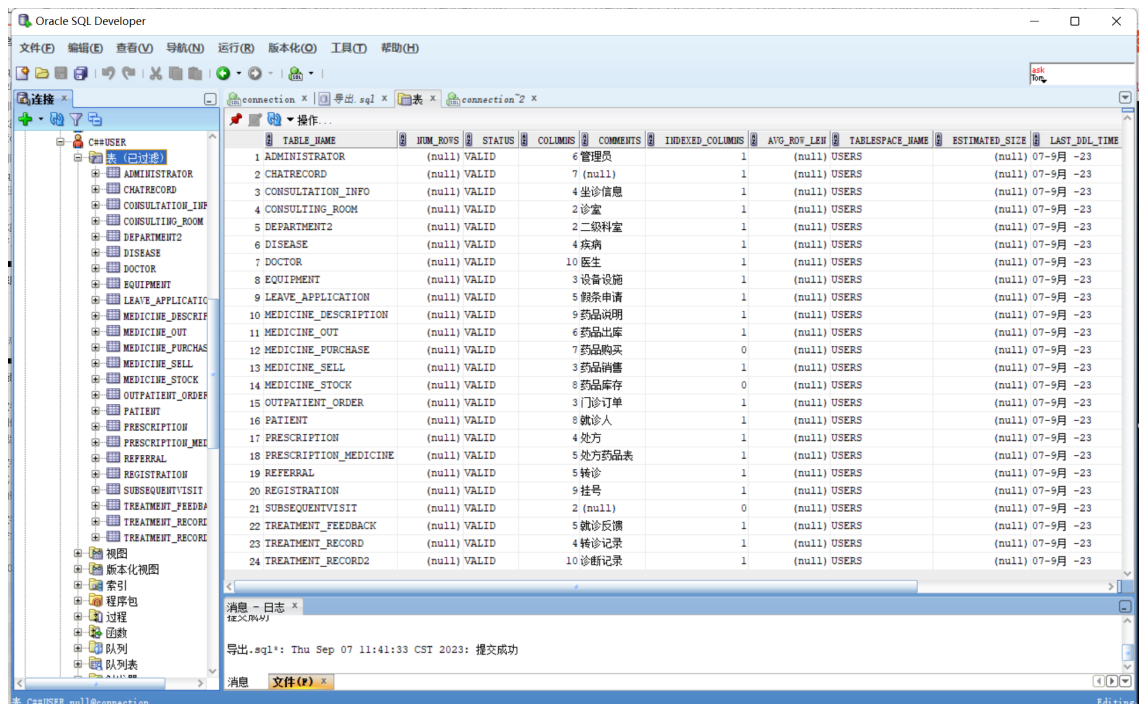 Oracle SQL Developer
文件(F) 编辑(E) 查看(V) 导航(N) 运行(R) 版本化(O) 工具(T) 帮助(H)
ask
Tom
连接
connection 导出.sql 表 connection~2
操作...
C##USER
表 (已过滤)
ADMINISTRATOR
CHATRECORD
CONSULTATION_INF
CONSULTING_ROOM
DEPARTMENT2
DISEASE
DOCTOR
EQUIPMENT
LEAVE_APPLICATIO
MEDICINE_DESCRIP
MEDICINE_OUT
MEDICINE_PURCHAS
MEDICINE_SELL
MEDICINE_STOCK
OUTPATIENT_ORDER
PATIENT
PRESCRIPTION
PRESCRIPTION_MED
REFERRAL
REGISTRATION
SUBSEQUENTVISIT
TREATMENT_FEEDBA
TREATMENT_RECORD
TREATMENT_RECORD
视图
版本化视图
索引
程序包
过程
函数
队列
队列表
TABLE_NAME NUM_ROWS STATUS COLUMNS COMMENTS INDEXED_COLUMNS AVG_ROW_LEN TABLESPACE_NAME ESTIMATED_SIZE LAST_DDL_TIME
1 ADMINISTRATOR (null) VALID 6 管理员 1 (null) USERS (null) 07-9月 -23
2 CHATRECORD (null) VALID 7 (null) 1 (null) USERS (null) 07-9月 -23
3 CONSULTATION_INFO (null) VALID 4 坐诊信息 1 (null) USERS (null) 07-9月 -23
4 CONSULTING_ROOM (null) VALID 2 诊室 1 (null) USERS (null) 07-9月 -23
5 DEPARTMENT2 (null) VALID 2 二级科室 1 (null) USERS (null) 07-9月 -23
6 DISEASE (null) VALID 4 疾病 1 (null) USERS (null) 07-9月 -23
7 DOCTOR (null) VALID 10 医生 1 (null) USERS (null) 07-9月 -23
8 EQUIPMENT (null) VALID 3 设备设施 1 (null) USERS (null) 07-9月 -23
9 LEAVE_APPLICATION (null) VALID 5 假条申请 1 (null) USERS (null) 07-9月 -23
10 MEDICINE_DESCRIPTION (null) VALID 9 药品说明 1 (null) USERS (null) 07-9月 -23
11 MEDICINE_OUT (null) VALID 6 药品出库 1 (null) USERS (null) 07-9月 -23
12 MEDICINE_PURCHASE (null) VALID 7 药品购买 0 (null) USERS (null) 07-9月 -23
13 MEDICINE_SELL (null) VALID 3 药品销售 1 (null) USERS (null) 07-9月 -23
14 MEDICINE_STOCK (null) VALID 8 药品库存 0 (null) USERS (null) 07-9月 -23
15 OUTPATIENT_ORDER (null) VALID 3 门诊订单 1 (null) USERS (null) 07-9月 -23
16 PATIENT (null) VALID 8 就诊人 1 (null) USERS (null) 07-9月 -23
17 PRESCRIPTION (null) VALID 4 处方 1 (null) USERS (null) 07-9月 -23
18 PRESCRIPTION_MEDICINE (null) VALID 5 处方药品表 1 (null) USERS (null) 07-9月 -23
19 REFERRAL (null) VALID 5 转诊 1 (null) USERS (null) 07-9月 -23
20 REGISTRATION (null) VALID 9 挂号 1 (null) USERS (null) 07-9月 -23
21 SUBSEQUENTVISIT (null) VALID 2 (null) 0 (null) USERS (null) 07-9月 -23
22 TREATMENT_FEEDBACK (null) VALID 5 就诊反馈 1 (null) USERS (null) 07-9月 -23
23 TREATMENT_RECORD (null) VALID 4 转诊记录 1 (null) USERS (null) 07-9月 -23
24 TREATMENT_RECORD2 (null) VALID 10 诊断记录 1 (null) USERS (null) 07-9月 -23
消息 - 日志
提交成功
导出.sql*: Thu Sep 07 11:41:33 CST 2023: 提交成功
消息 文件(F)
表 C##USER.null@connection Editing